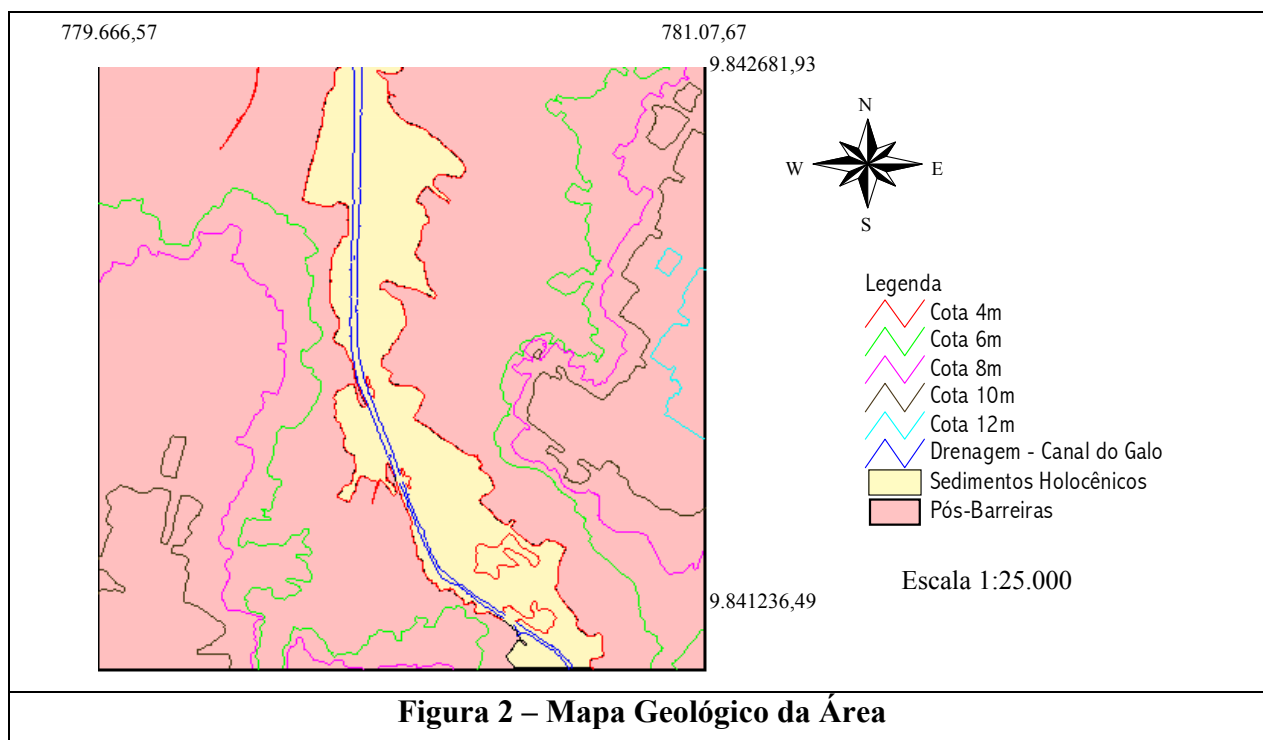 779.666,57
781.07,67
9.842681,93
N
W
E
S
Legenda
Cota 4m
Cota 6m
Cota 8m
Cota 10m
Cota 12m
Drenagem - Canal do Galo
Sedimentos Holocênicos
Pós-Barreiras
Escala 1:25.000
9.841236,49
Figura 2 – Mapa Geológico da Área